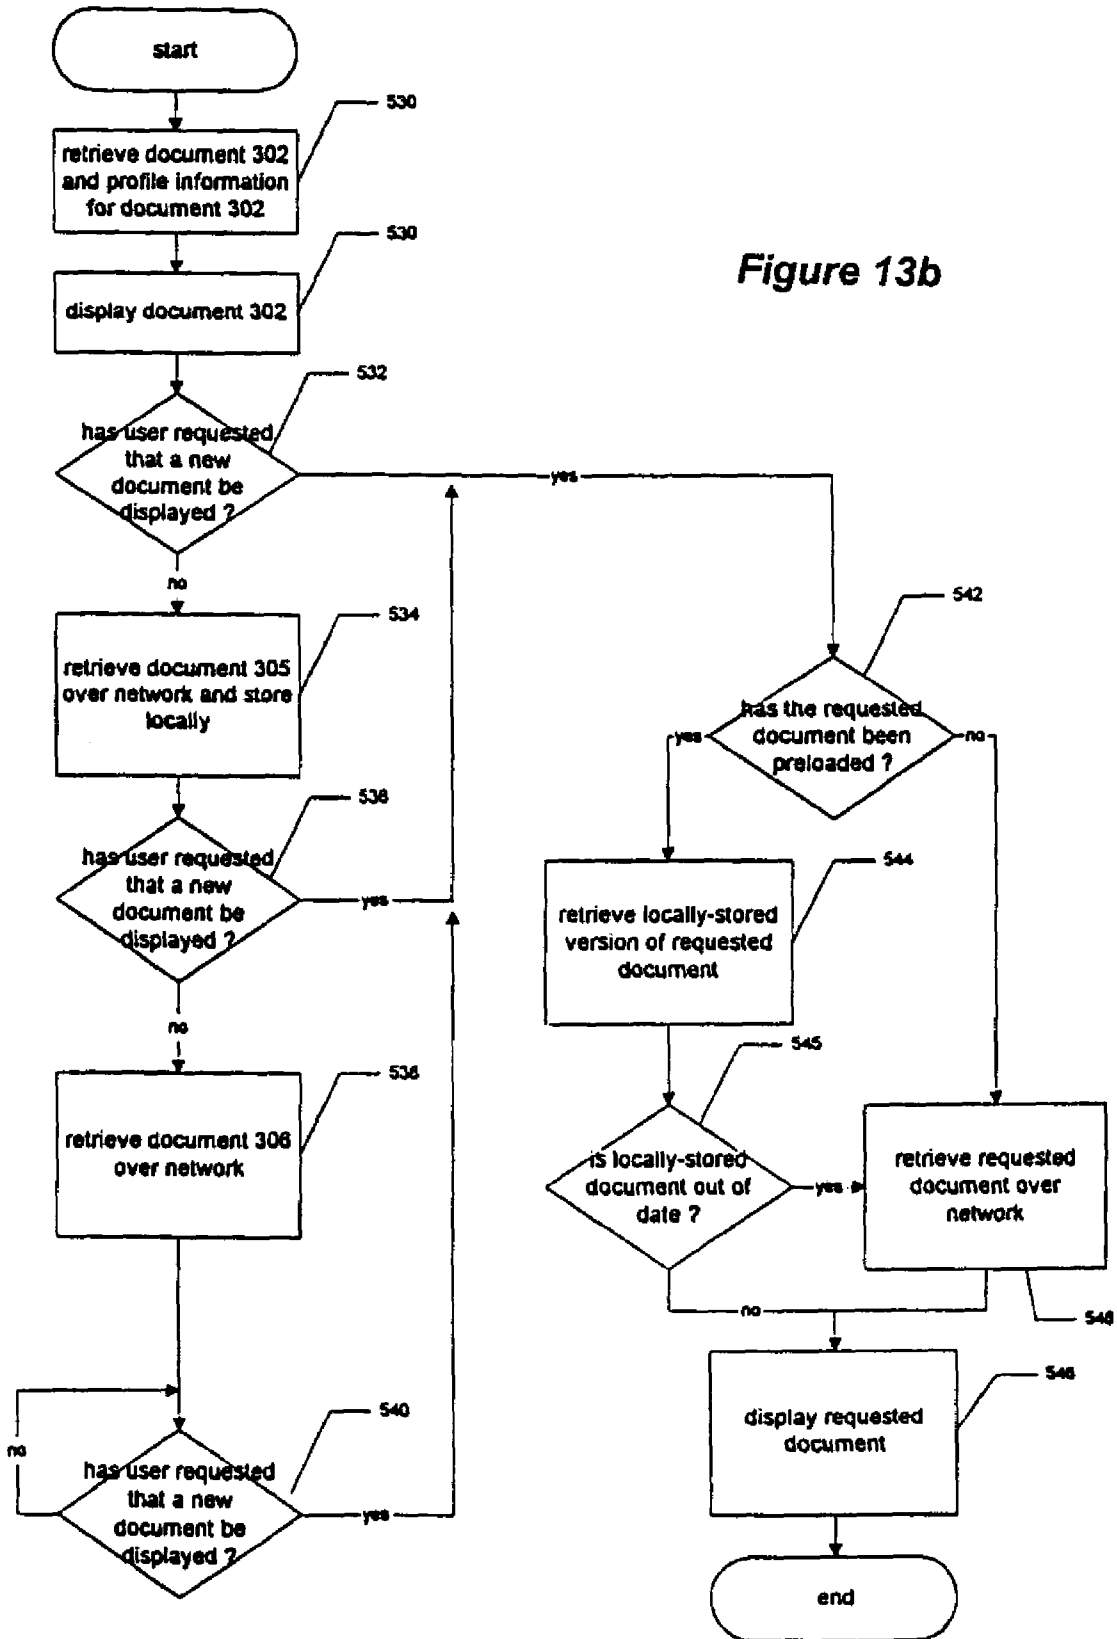 start
530
retrieve document 302
and profile information
for document 302
530
display document 302
Figure 13b
532
has user requested
that a new
document be
displayed ?
yes
no
534
retrieve document 305
over network and store
locally
542
has the requested
document been
preloaded ?
yes
no
536
has user requested
that a new
document be
displayed ?
yes
no
544
retrieve locally-stored
version of requested
document
538
retrieve document 306
over network
545
is locally-stored
document out of
date ?
yes
retrieve requested
document over
network
no
548
546
display requested
document
540
no
has user requested
that a new
document be
displayed ?
yes
end